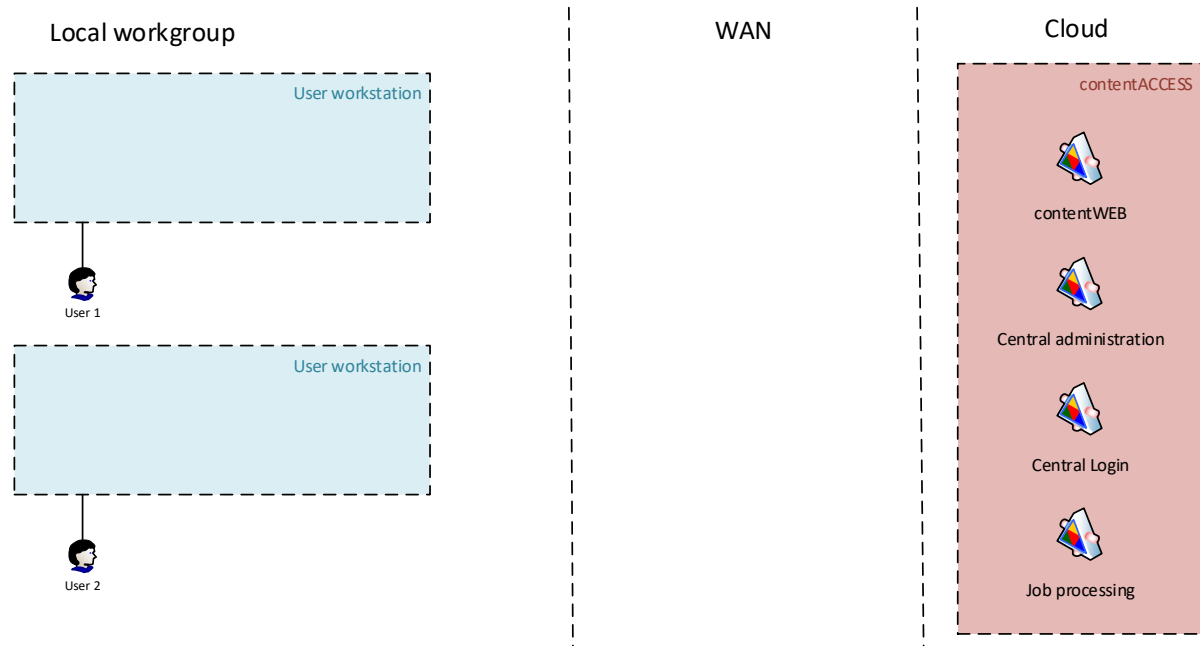 Local workgroup
WAN
Cloud
User workstation
contentACCESS
contentWEB
User 1
Central administration
User workstation
Central Login
User 2
Job processing